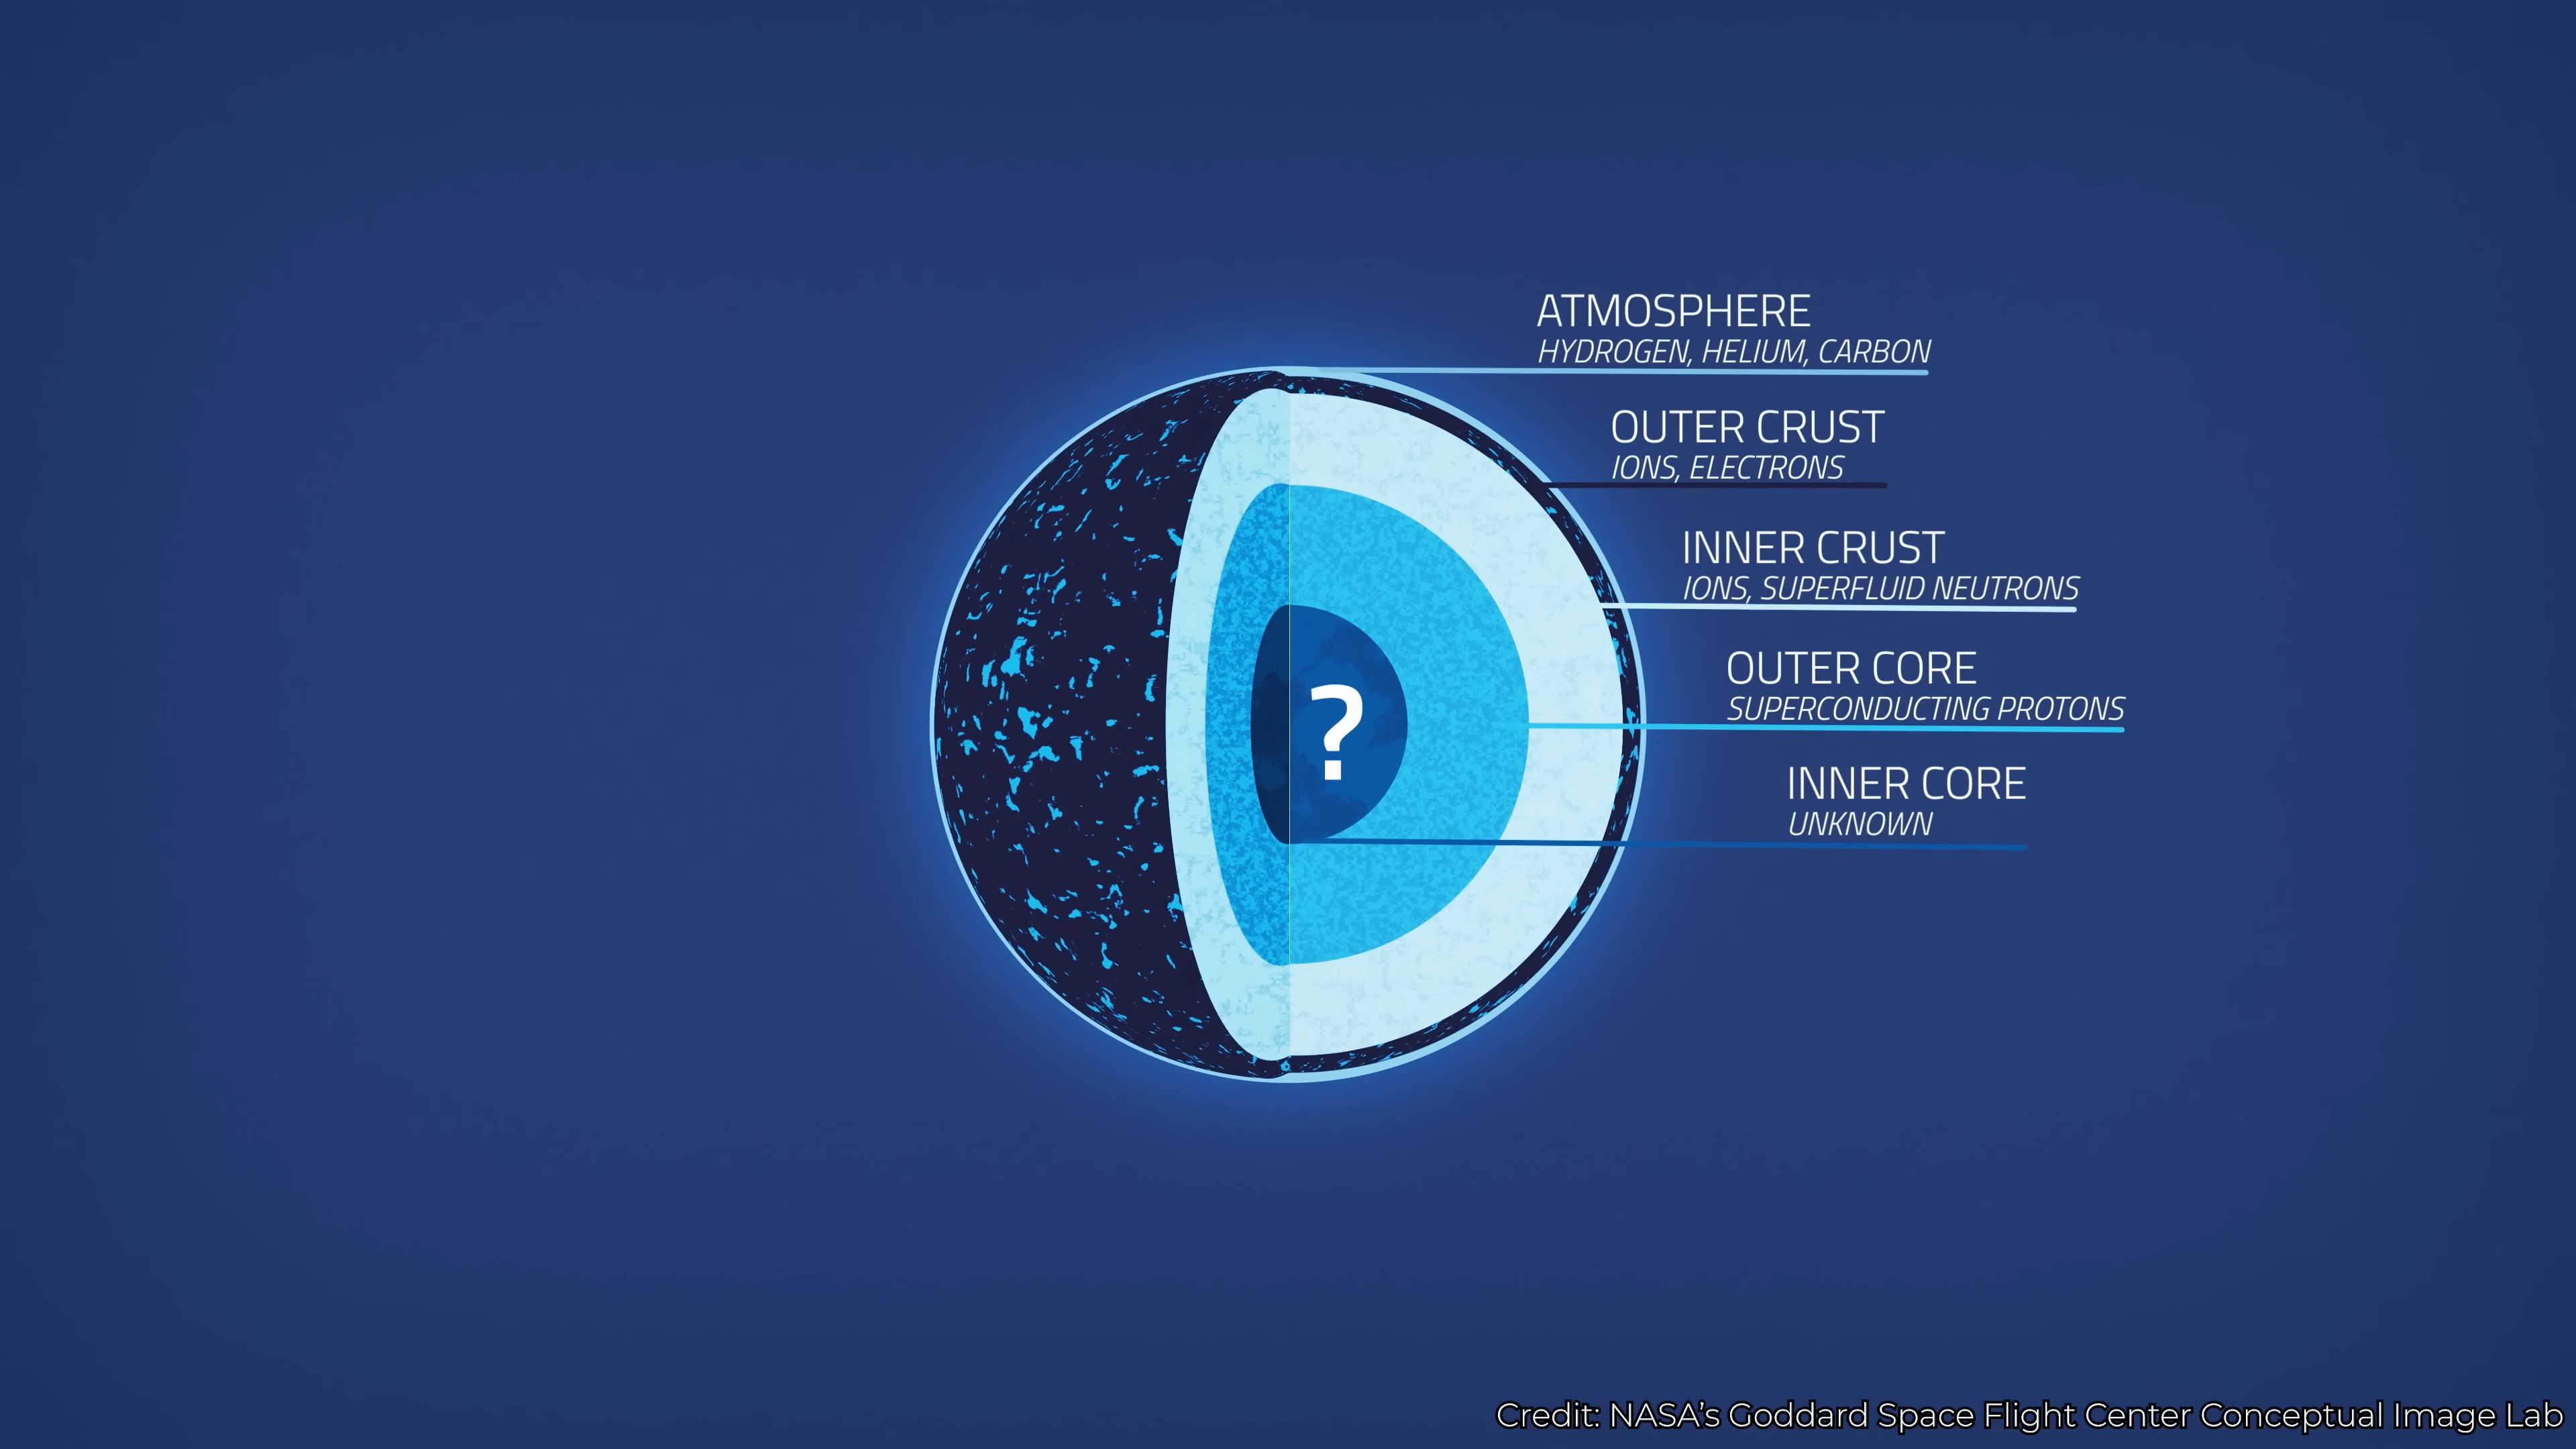 ATMOSPHERE
HYDROGEN, HELIUM, CARBON
OUTER CRUST
IONS, ELECTRONS
INNER CRUST
IONS, SUPERFLUID NEUTRONS
OUTER CORE
SUPERCONDUCTING PROTONS
?
INNER CORE
UNKNOWN
Credit: NASA’s Goddard Space Flight Center Conceptual Image Lab